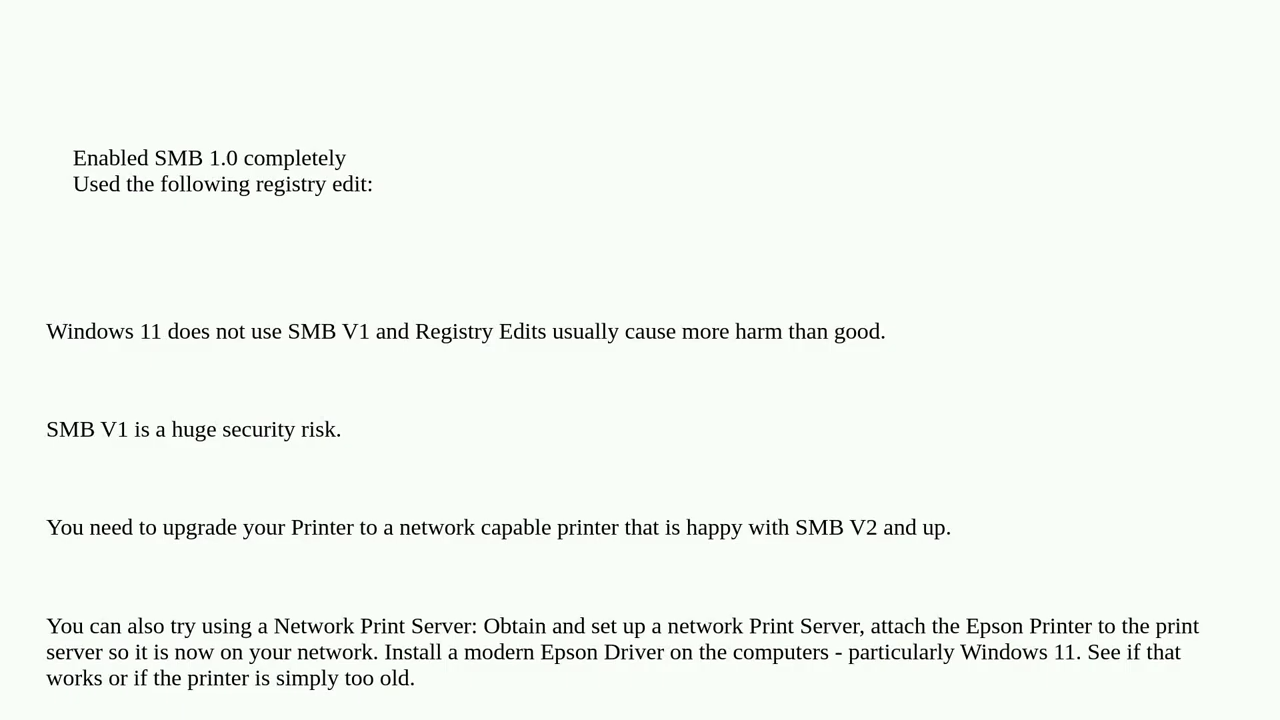 Enabled SMB 1.0 completely
Used the following registry edit:
Windows 11 does not use SMB V1 and Registry Edits usually cause more harm than good.
SMB V1 is a huge security risk.
You need to upgrade your Printer to a network capable printer that is happy with SMB V2 and up.
You can also try using a Network Print Server: Obtain and set up a network Print Server, attach the Epson Printer to the print
server so it is now on your network. Install a modern Epson Driver on the computers - particularly Windows 11. See if that
works or if the printer is simply too old.